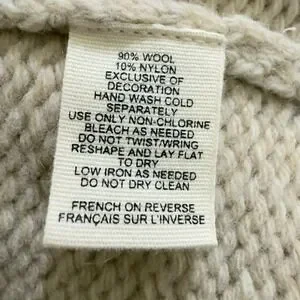 90% WOOL
10% NYLON
EXCLUSIVE OF
DECORATION
HAND WASH COLD
SEPARATELY
USE ONLY NON-CHLORINE
BLEACH AS NEEDED
DO NOT TWIST/WRING
RESHAPE AND LAY FLAT
TO DRY
LOW IRON AS NEEDED
DO NOT DRY CLEAN
FRENCH ON REVERSE
FRANÇAIS SUR L'INVERSE